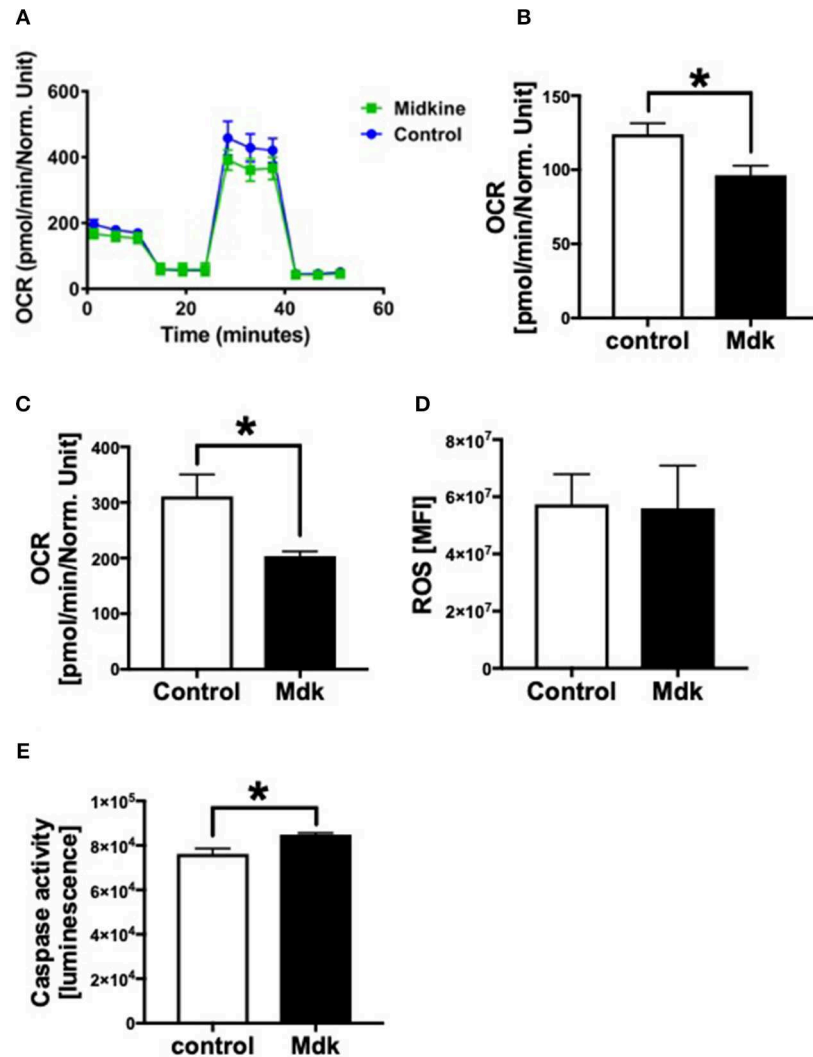 A
OCR (pmol/min/Norm. Unit)
600
400
200
0
0
20
40
60
Time (minutes)
Midkine
Control
B
OCR
[pmol/min/Norm. Unit]
150
100
50
0
*
control
Mdk
C
OCR
[pmol/min/Norm. Unit]
400
300
200
100
0
*
Control
Mdk
D
ROS [MFI]
8×10⁷
6×10⁷
4×10⁷
2×10⁷
0
Control
Mdk
E
Caspase activity
[luminescence]
1×10⁵
8×10⁴
6×10⁴
4×10⁴
2×10⁴
0
*
control
Mdk